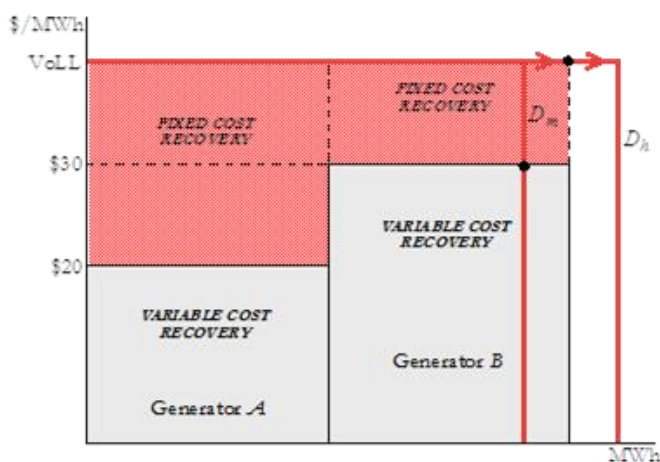 $/MWh
VoLL
FIXED COST
RECOVERY
FIXED COST
RECOVERY
D_m
D_h
$30
VARIABLE COST
RECOVERY
$20
VARIABLE COST
RECOVERY
Generator B
Generator A
MWh